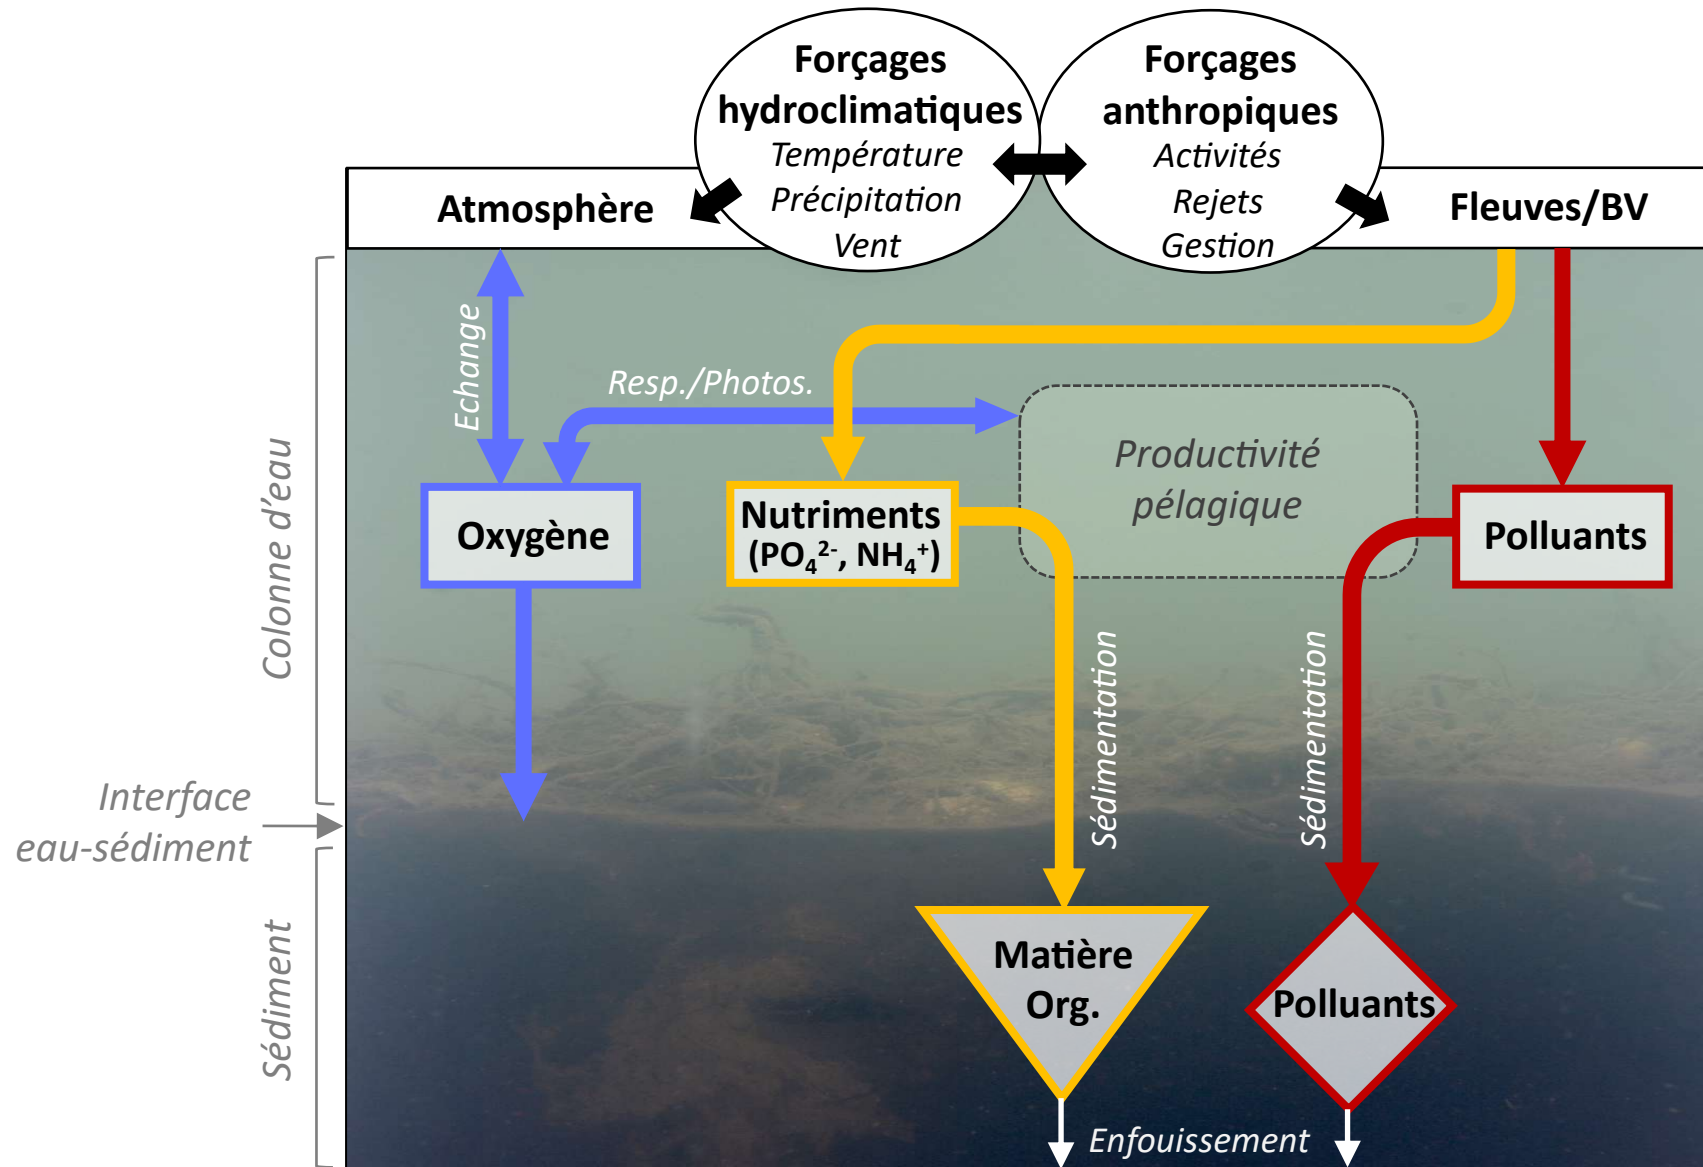 Forçages
hydroclimatiques
Température
Précipitation
Vent
Forçages
anthropiques
Activités
Rejets
Gestion
Atmosphère
Fleuves/BV
Echange
Resp./Photos.
Productivité
pélagique
Oxygène
Nutriments
(PO₄²⁻, NH₄⁺)
Polluants
Colonne d'eau
Sédimentation
Sédimentation
Interface
eau-sédiment
Sédiment
Matière
Org.
Polluants
Enfouissement